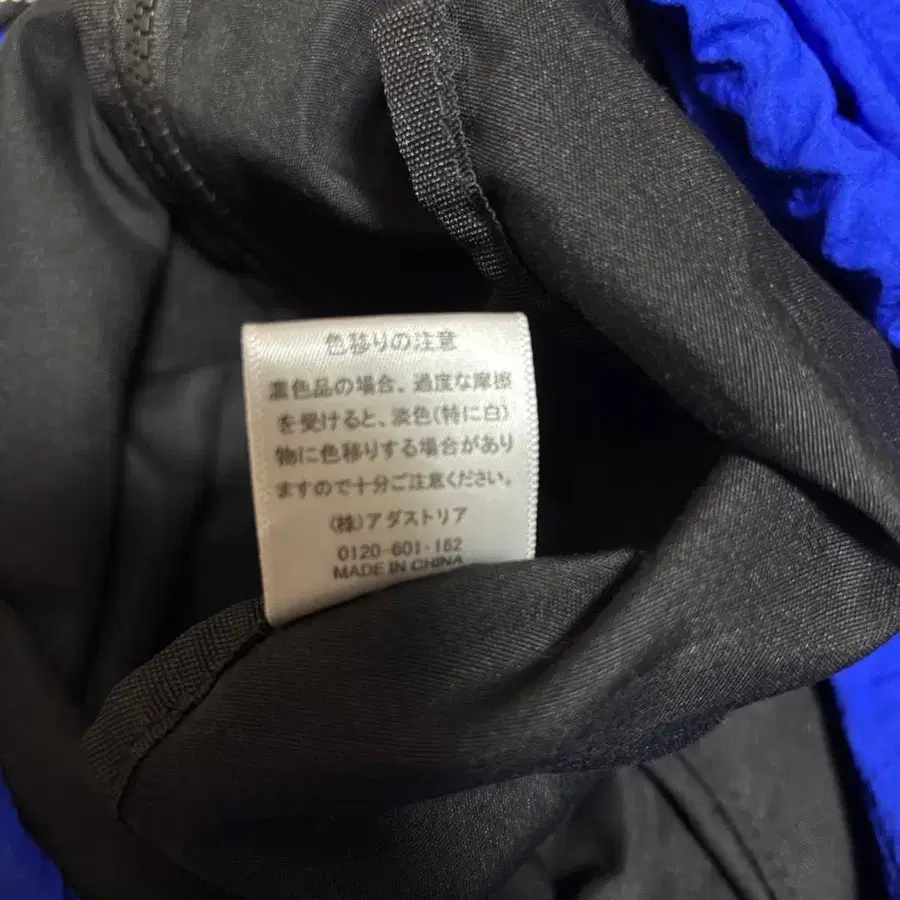 色移りの注意
濃色品の場合、過度な摩擦
を受けると、淡色(特に白)
物に色移りする場合があり
ますので十分ご注意ください。
(株)アダストリア
0120-601-162
MADE IN CHINA